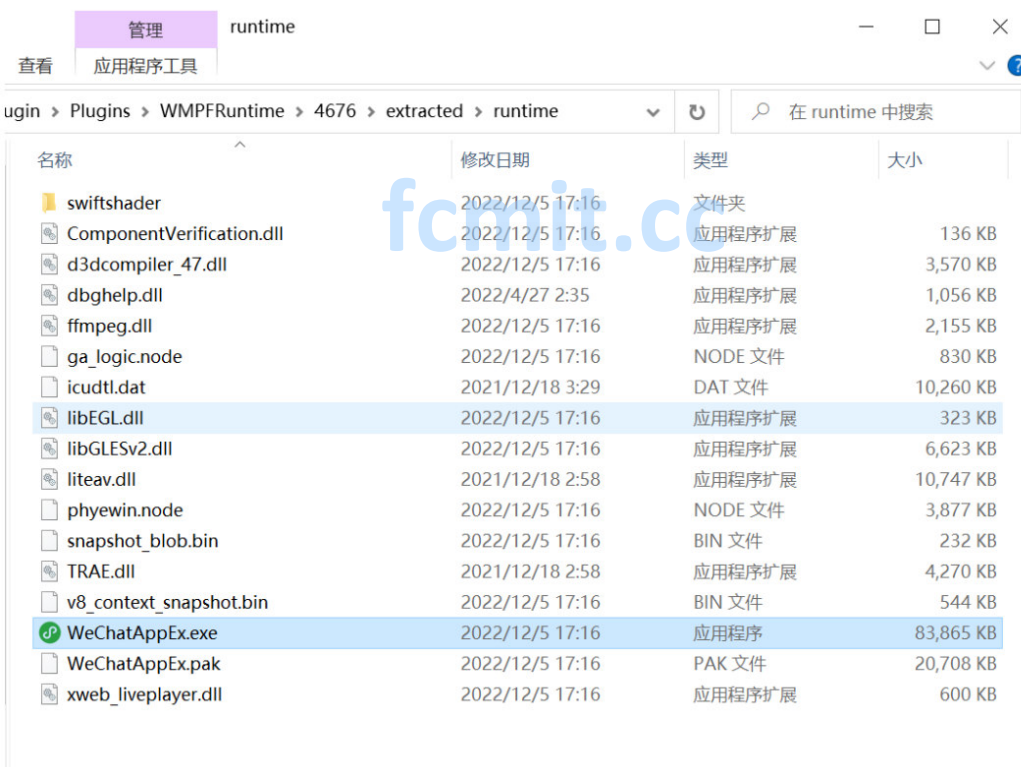 管理 runtime
查看 应用程序工具 ?
ugin > Plugins > WMPFRuntime > 4676 > extracted > runtime 在 runtime 中搜索
名称 修改日期 类型 大小
swiftshader 2022/12/5 17:16 文件夹
fcmit.cc
ComponentVerification.dll 2022/12/5 17:16 应用程序扩展 136 KB
d3dcompiler_47.dll 2022/12/5 17:16 应用程序扩展 3,570 KB
dbghelp.dll 2022/4/27 2:35 应用程序扩展 1,056 KB
ffmpeg.dll 2022/12/5 17:16 应用程序扩展 2,155 KB
ga_logic.node 2022/12/5 17:16 NODE 文件 830 KB
icudtl.dat 2021/12/18 3:29 DAT 文件 10,260 KB
libEGL.dll 2022/12/5 17:16 应用程序扩展 323 KB
libGLESv2.dll 2022/12/5 17:16 应用程序扩展 6,623 KB
liteav.dll 2021/12/18 2:58 应用程序扩展 10,747 KB
phyewin.node 2022/12/5 17:16 NODE 文件 3,877 KB
snapshot_blob.bin 2022/12/5 17:16 BIN 文件 232 KB
TRAE.dll 2021/12/18 2:58 应用程序扩展 4,270 KB
v8_context_snapshot.bin 2022/12/5 17:16 BIN 文件 544 KB
WeChatAppEx.exe 2022/12/5 17:16 应用程序 83,865 KB
WeChatAppEx.pak 2022/12/5 17:16 PAK 文件 20,708 KB
xweb_liveplayer.dll 2022/12/5 17:16 应用程序扩展 600 KB